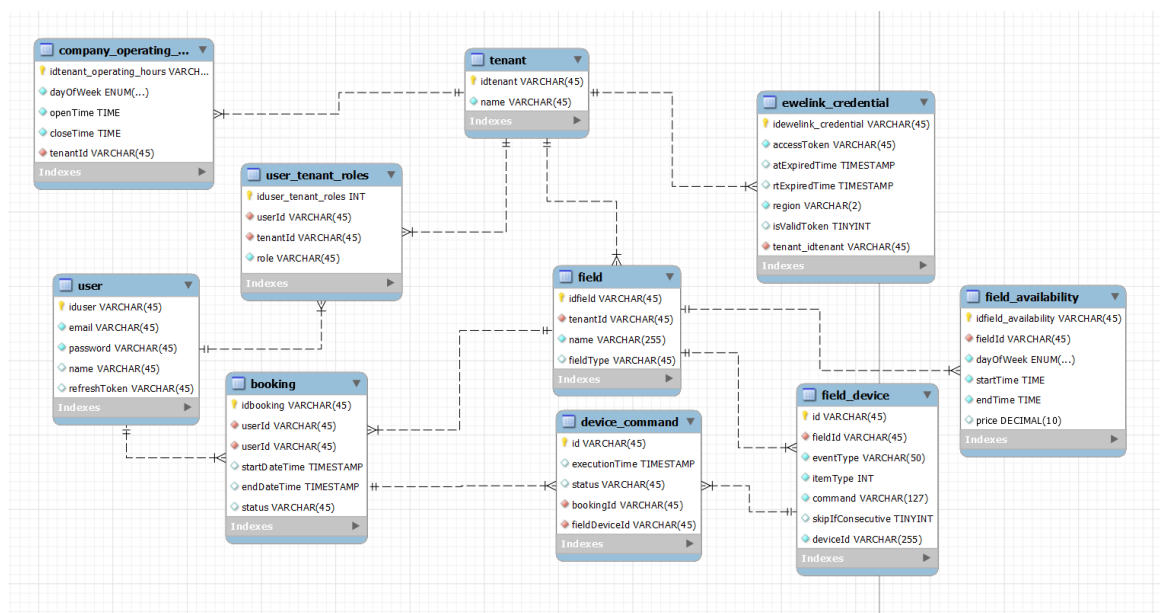 company_operating_...
idtenant_operating_hours VARCH...
dayOfWeek ENUM(...)
openTime TIME
closeTime TIME
tenantId VARCHAR(45)
Indexes
tenant
idtenant VARCHAR(45)
name VARCHAR(45)
Indexes
ewelink_credential
idewelink_credential VARCHAR(45)
accessToken VARCHAR(45)
atExpiredTime TIMESTAMP
rtExpiredTime TIMESTAMP
region VARCHAR(2)
isValidToken TINYINT
tenant_idtenant VARCHAR(45)
Indexes
user_tenant_roles
iduser_tenant_roles INT
userId VARCHAR(45)
tenantId VARCHAR(45)
role VARCHAR(45)
Indexes
user
iduser VARCHAR(45)
email VARCHAR(45)
password VARCHAR(45)
name VARCHAR(45)
refreshToken VARCHAR(45)
Indexes
field
idfield VARCHAR(45)
tenantId VARCHAR(45)
name VARCHAR(255)
fieldType VARCHAR(45)
Indexes
field_availability
idfield_availability VARCHAR(45)
fieldId VARCHAR(45)
dayOfWeek ENUM(...)
startTime TIME
endTime TIME
price DECIMAL(10)
Indexes
booking
idbooking VARCHAR(45)
userId VARCHAR(45)
userId VARCHAR(45)
startDateTime TIMESTAMP
endDateTime TIMESTAMP
status VARCHAR(45)
Indexes
device_command
id VARCHAR(45)
executionTime TIMESTAMP
status VARCHAR(45)
bookingId VARCHAR(45)
fieldDeviceId VARCHAR(45)
Indexes
field_device
id VARCHAR(45)
fieldId VARCHAR(45)
eventType VARCHAR(50)
itemType INT
command VARCHAR(127)
skipIfConsecutive TINYINT
deviceId VARCHAR(255)
Indexes